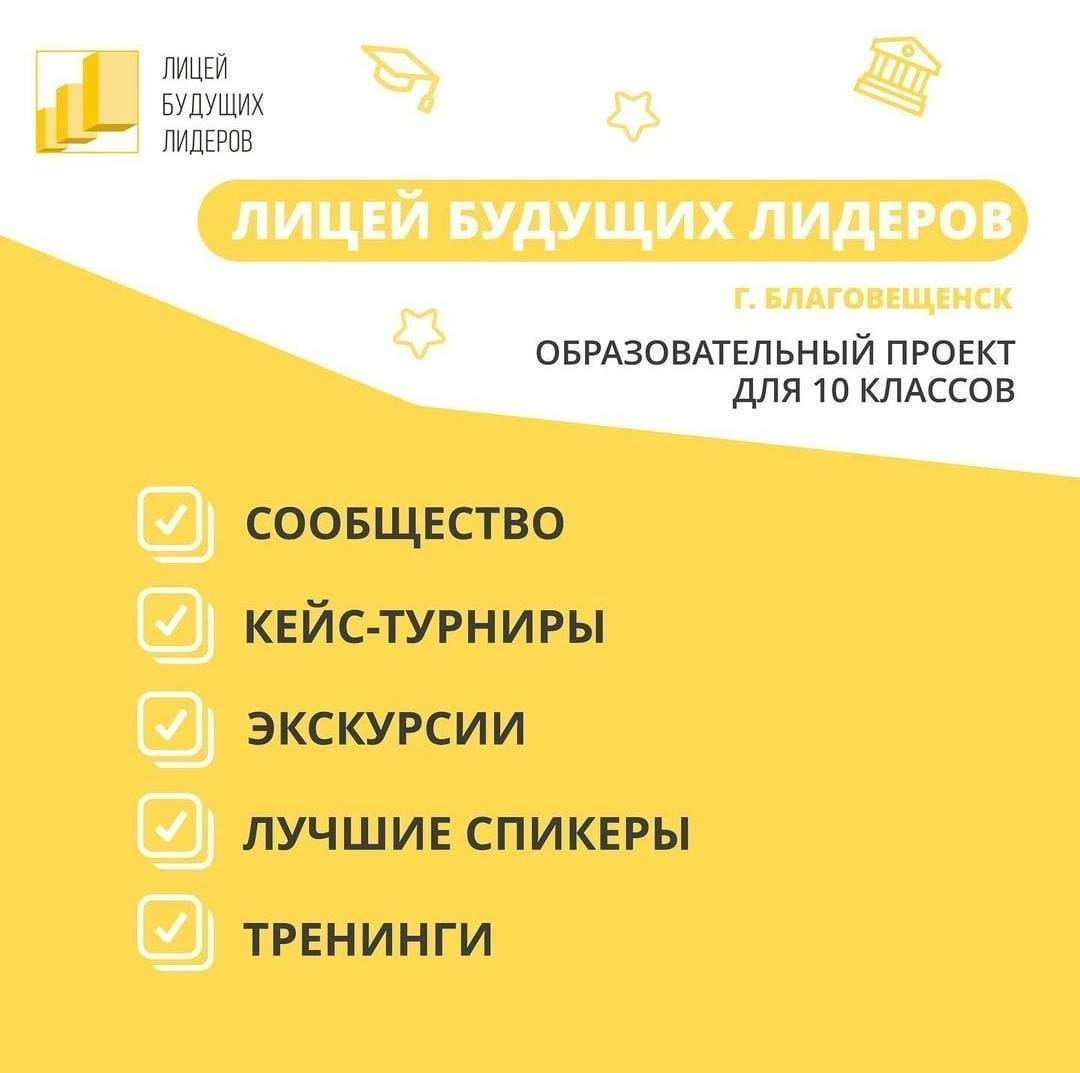 ЛИЦЕЙ
БУДУЩИХ
ЛИДЕРОВ
ЛИЦЕЙ БУДУЩИХ ЛИДЕРОВ
Г. БЛАГОВЕЩЕНСК
ОБРАЗОВАТЕЛЬНЫЙ ПРОЕКТ
ДЛЯ 10 КЛАССОВ
СООБЩЕСТВО
КЕЙС-ТУРНИРЫ
ЭКСКУРСИИ
ЛУЧШИЕ СПИКЕРЫ
ТРЕНИНГИ